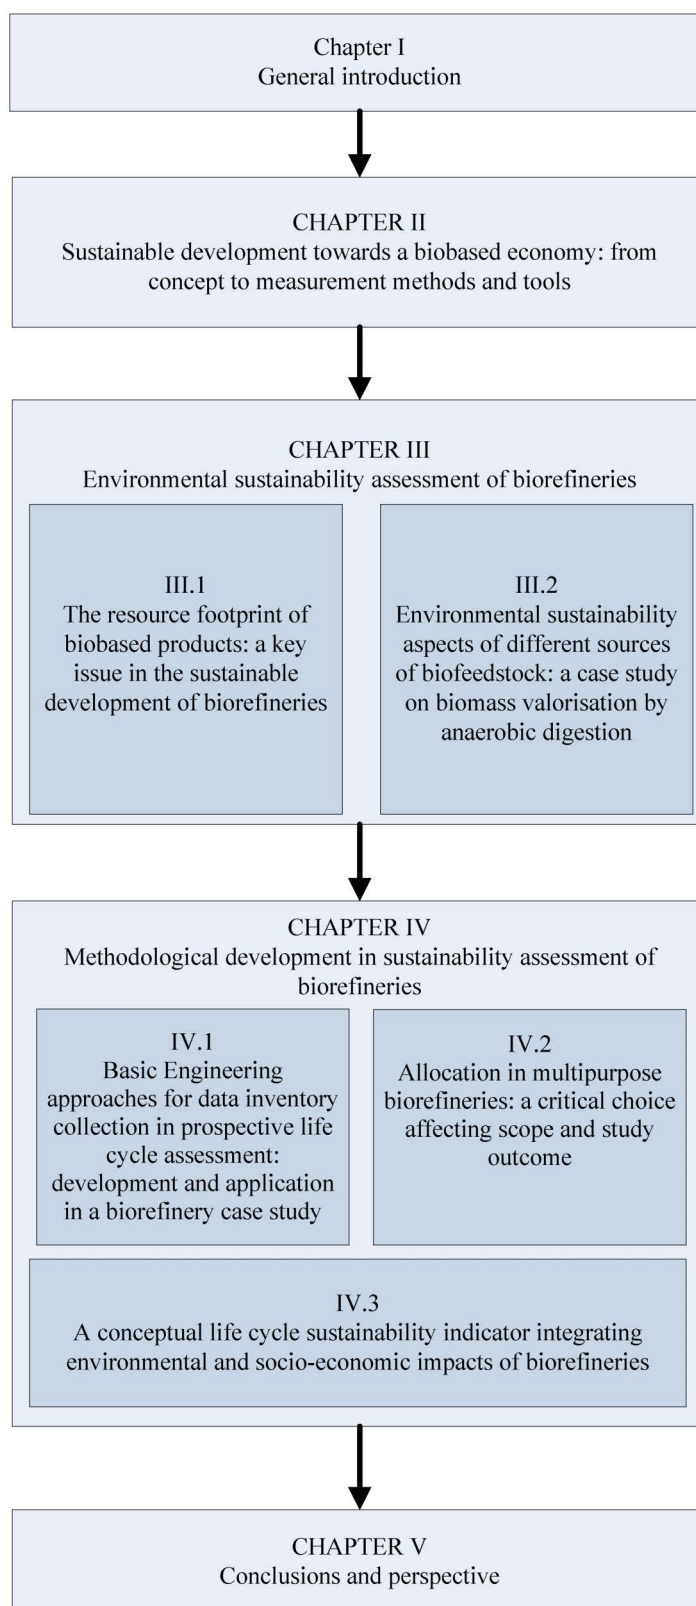 Chapter I
General introduction
CHAPTER II
Sustainable development towards a biobased economy: from
concept to measurement methods and tools
CHAPTER III
Environmental sustainability assessment of biorefineries
III.1
The resource footprint of
biobased products: a key
issue in the sustainable
development of biorefineries
III.2
Environmental sustainability
aspects of different sources
of biofeedstock: a case study
on biomass valorisation by
anaerobic digestion
CHAPTER IV
Methodological development in sustainability assessment of
biorefineries
IV.1
Basic Engineering
approaches for data inventory
collection in prospective life
cycle assessment:
development and application
in a biorefinery case study
IV.2
Allocation in multipurpose
biorefineries: a critical choice
affecting scope and study
outcome
IV.3
A conceptual life cycle sustainability indicator integrating
environmental and socio-economic impacts of biorefineries
CHAPTER V
Conclusions and perspective